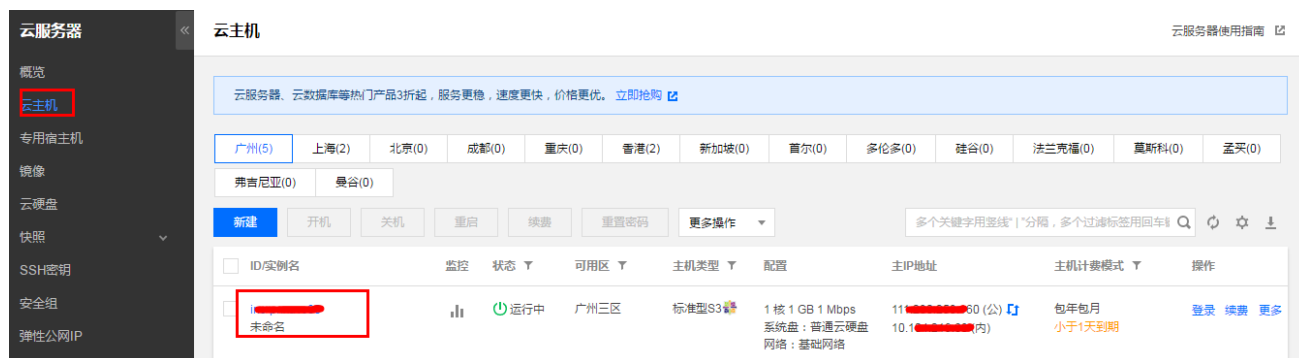 云服务器
«
云主机
云服务器使用指南
概览
云主机
专用宿主机
镜像
云硬盘
快照
SSH密钥
安全组
弹性公网IP
云服务器、云数据库等热门产品3折起，服务更稳，速度更快，价格更优。 立即抢购
广州(5) 上海(2) 北京(0) 成都(0) 重庆(0) 香港(2) 新加坡(0) 首尔(0) 多伦多(0) 硅谷(0) 法兰克福(0) 莫斯科(0) 孟买(0)
弗吉尼亚(0) 曼谷(0)
新建 开机 关机 重启 续费 重置密码 更多操作 多个关键字用竖线" | "分隔，多个过滤标签用回车
ID/实例名 监控 状态 可用区 主机类型 配置 主IP地址 主机计费模式 操作
运行中 广州三区 标准型S3 1 核 1 GB 1 Mbps 60 (公) 包年包月 登录 续费 更多
未命名 系统盘：普通云硬盘 (内) 小于1天到期
网络：基础网络